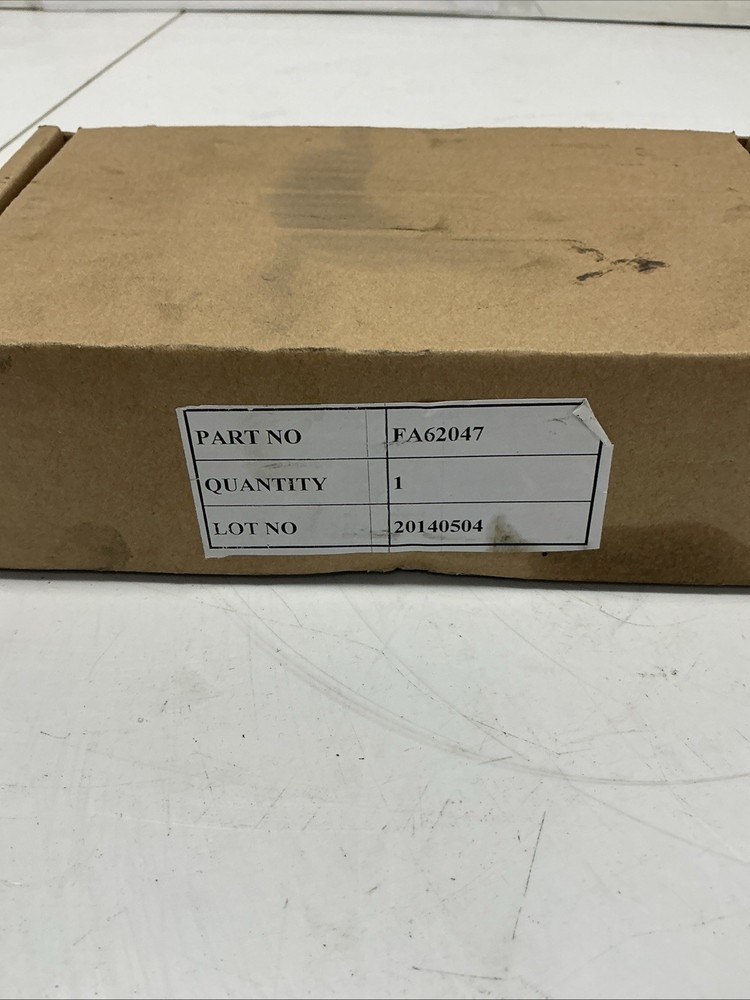 PART NO FA62047
QUANTITY 1
LOT NO 20140504